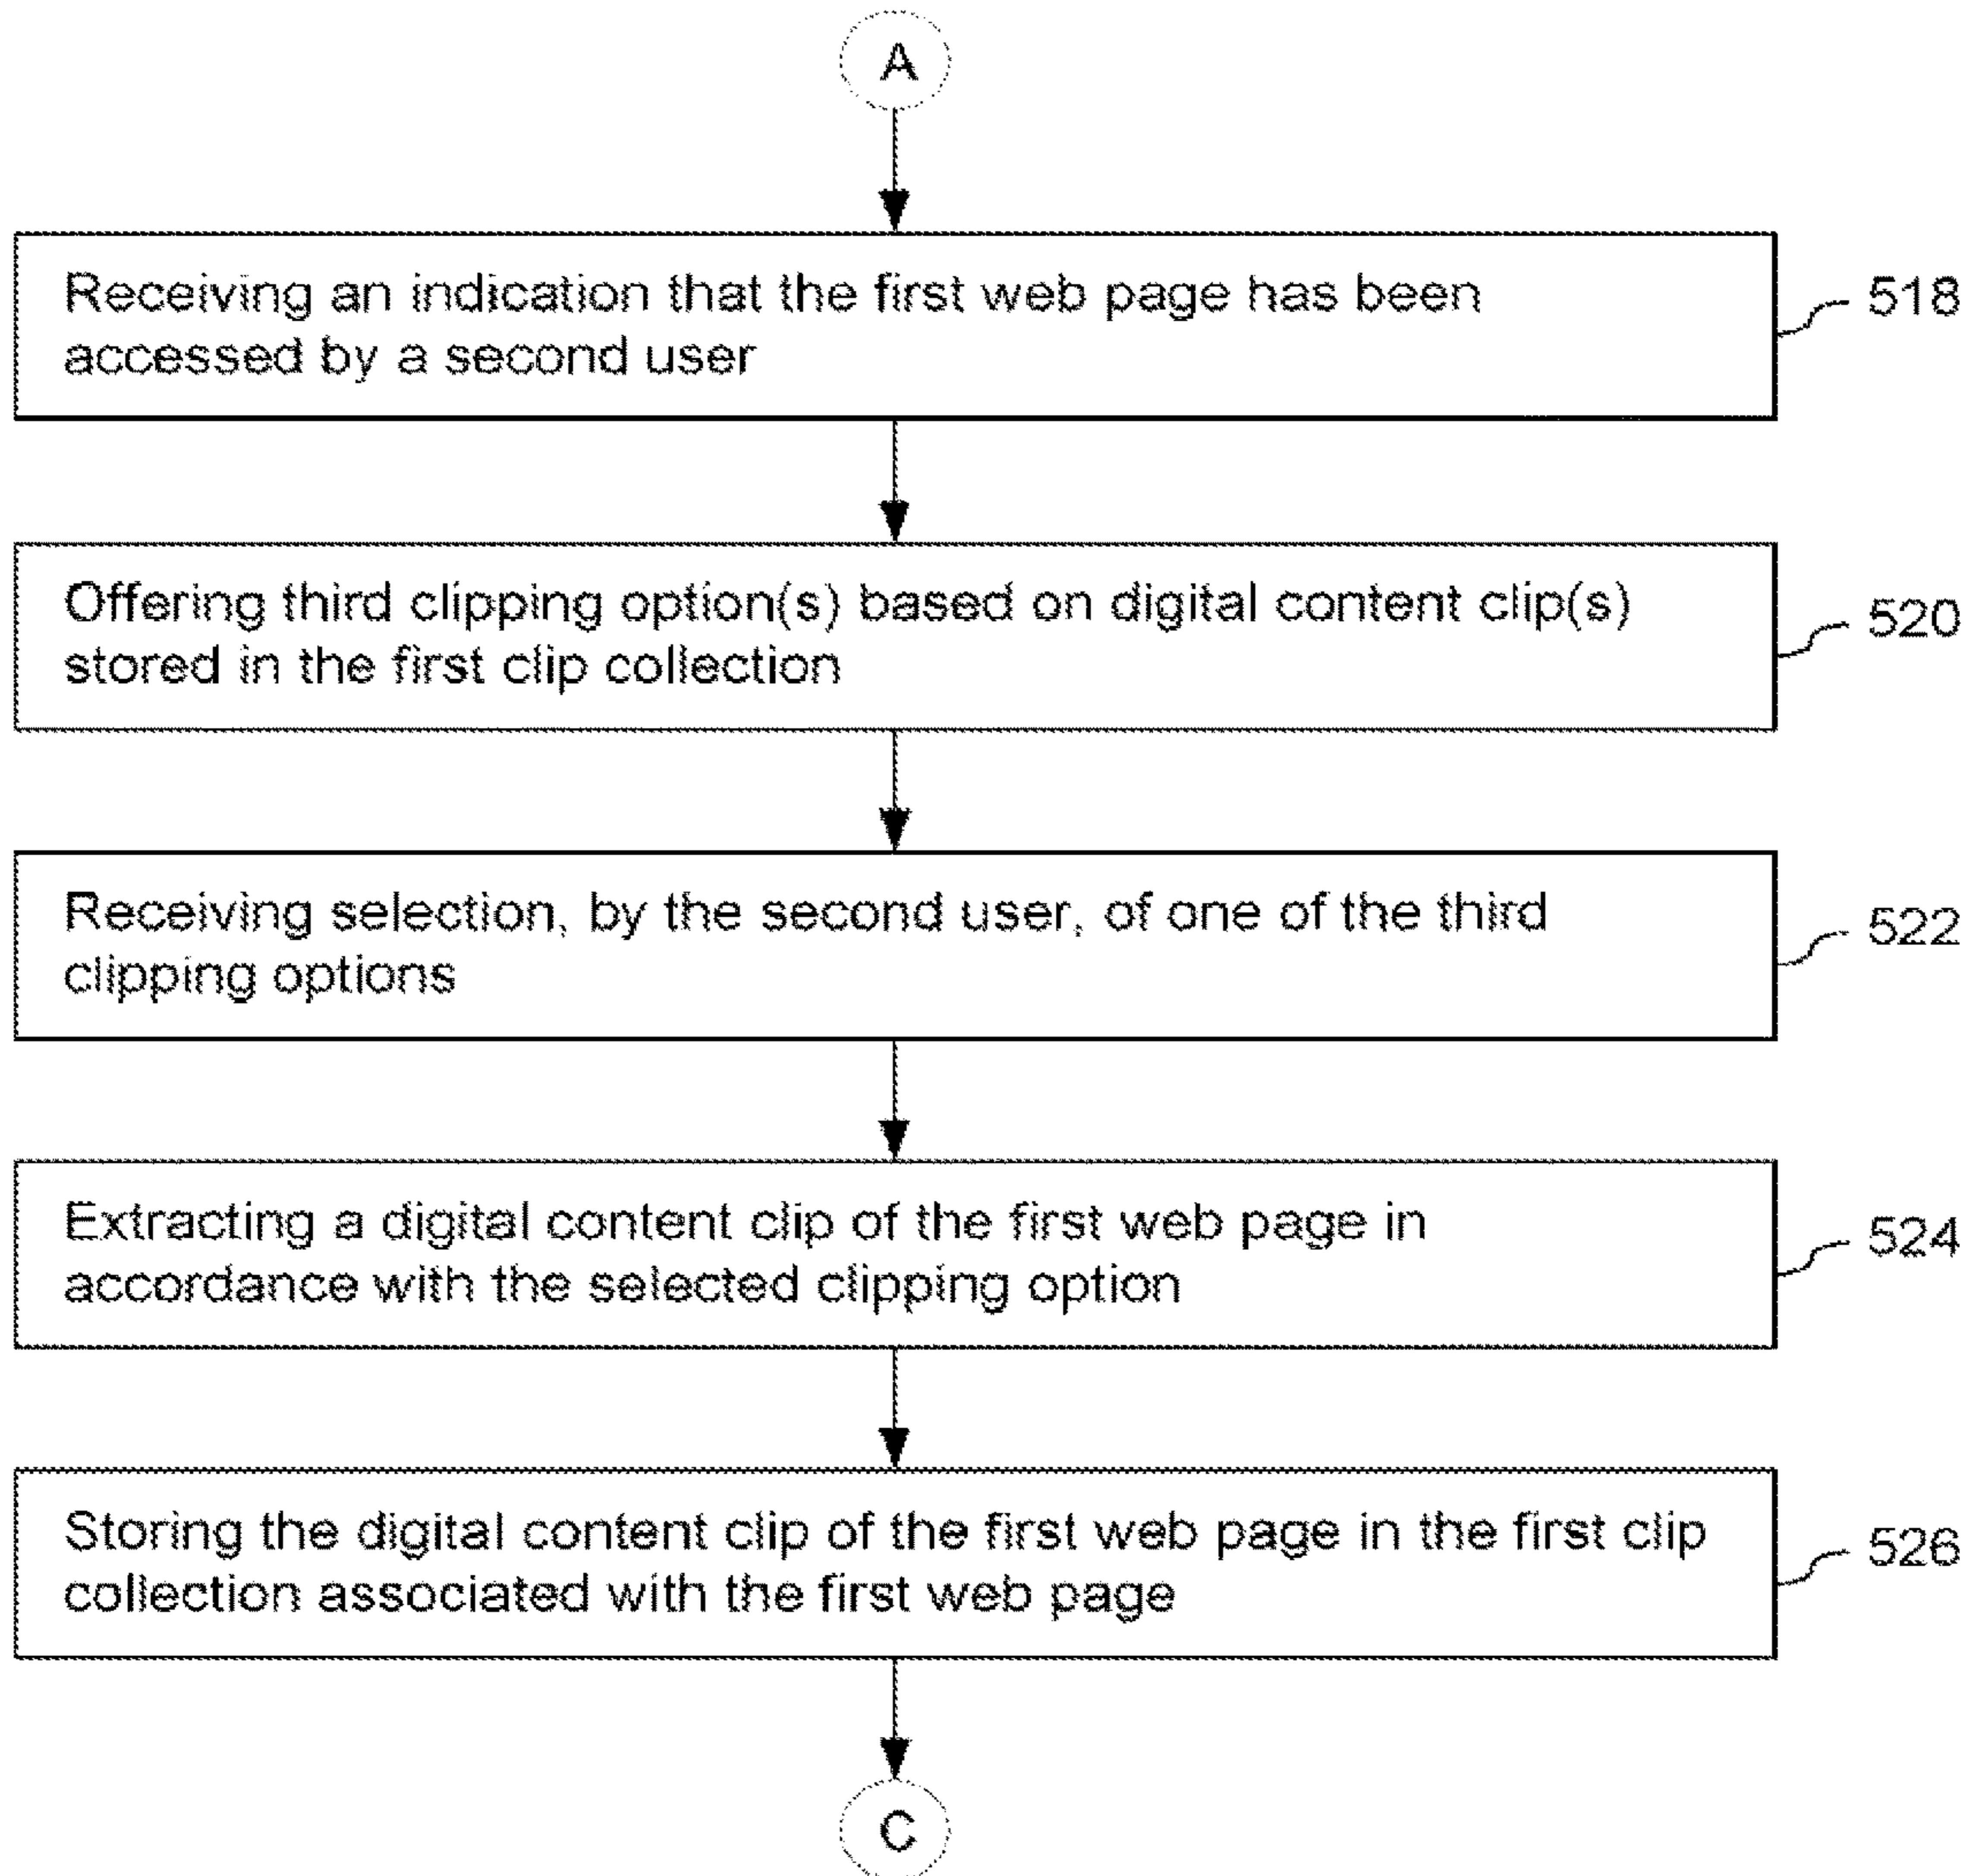 A
Receiving an indication that the first web page has been
accessed by a second user
518
Offering third clipping option(s) based on digital content clip(s)
stored in the first clip collection
520
Receiving selection, by the second user, of one of the third
clipping options
522
Extracting a digital content clip of the first web page in
accordance with the selected clipping option
524
Storing the digital content clip of the first web page in the first clip
collection associated with the first web page
526
C